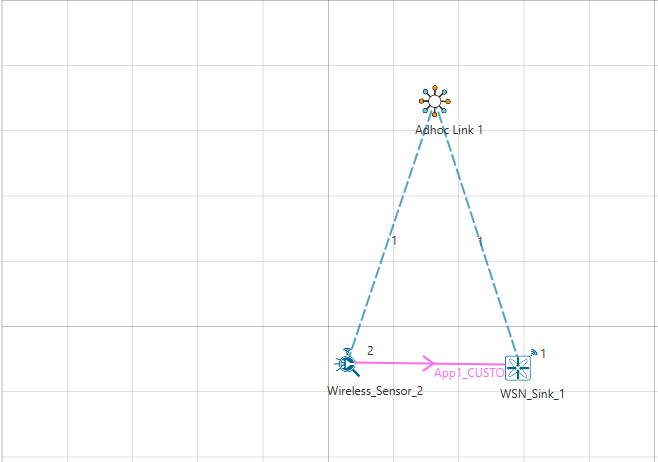 Adhoc Link 1
1
1
2
1
App1_CUSTO
Wireless_Sensor_2
WSN_Sink_1